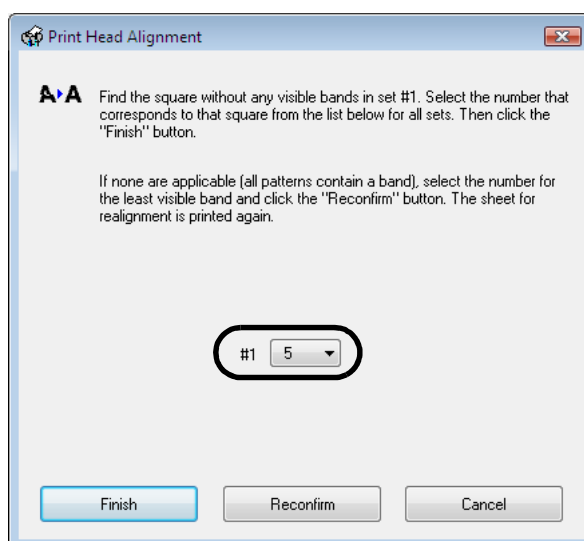 Print Head Alignment
A A Find the square without any visible bands in set #1. Select the number that
corresponds to that square from the list below for all sets. Then click the
"Finish" button.
If none are applicable (all patterns contain a band), select the number for
the least visible band and click the "Reconfirm" button. The sheet for
realignment is printed again.
#1 5
Finish Reconfirm Cancel